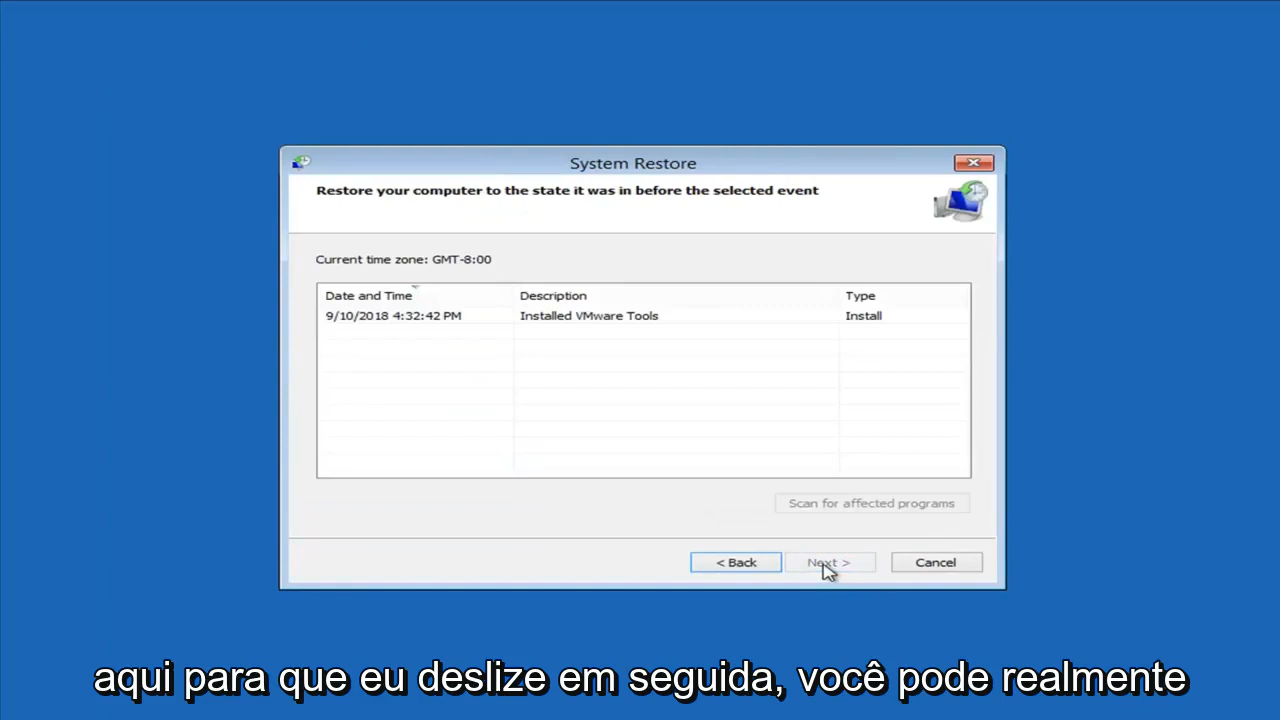 System Restore
Restore your computer to the state it was in before the selected event
Current time zone: GMT-8:00
Date and Time Description Type
9/10/2018 4:32:42 PM Installed VMware Tools Install
Scan for affected programs
< Back Next > Cancel
aqui para que eu deslize em seguida, você pode realmente